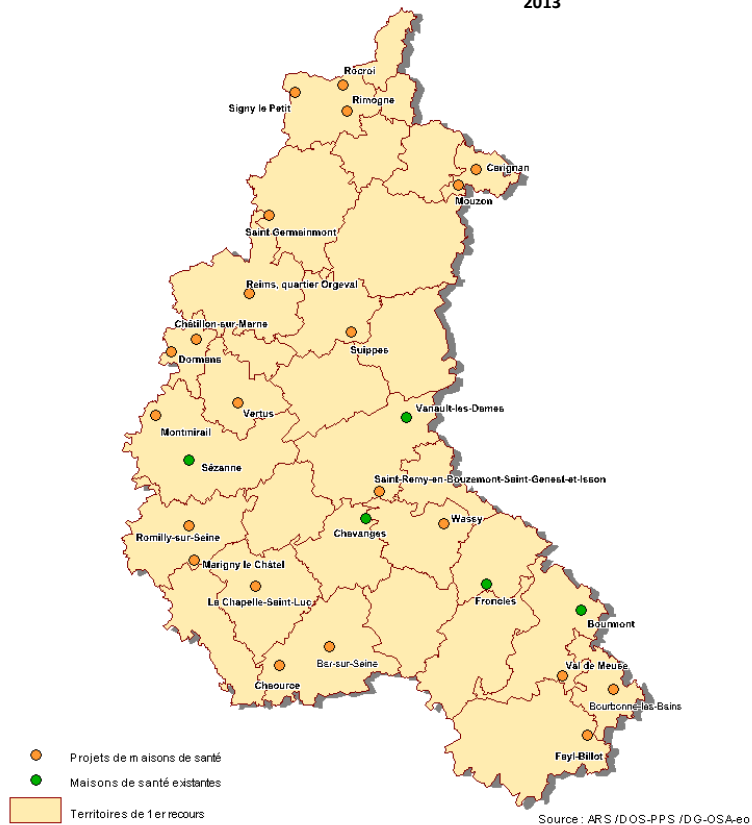 2013
Rocroi
Signy le Petit
Rimogne
Carignan
Mouzon
Saint Germainmont
Reims, quartier Orgeval
Châtillon-sur-Marne
Suippes
Dormans
Vertus
Vanault-les-Dames
Montmirail
Sézanne
Saint-Remy-en-Bouzemont-Saint-Genest-et-Isson
Wassy
Chavanges
Romilly-sur-Seine
Marigny le Châtel
La Chapelle-Saint-Luc
Froncles
Bourmont
Bar-sur-Seine
Val de Meuse
Chaource
Bourbonne-les-Bains
Fayl-Billot
Projets de maisons de santé
Maisons de santé existantes
Territoires de 1er recours
Source : ARS /DOS-PPS /DG-OSA-eo